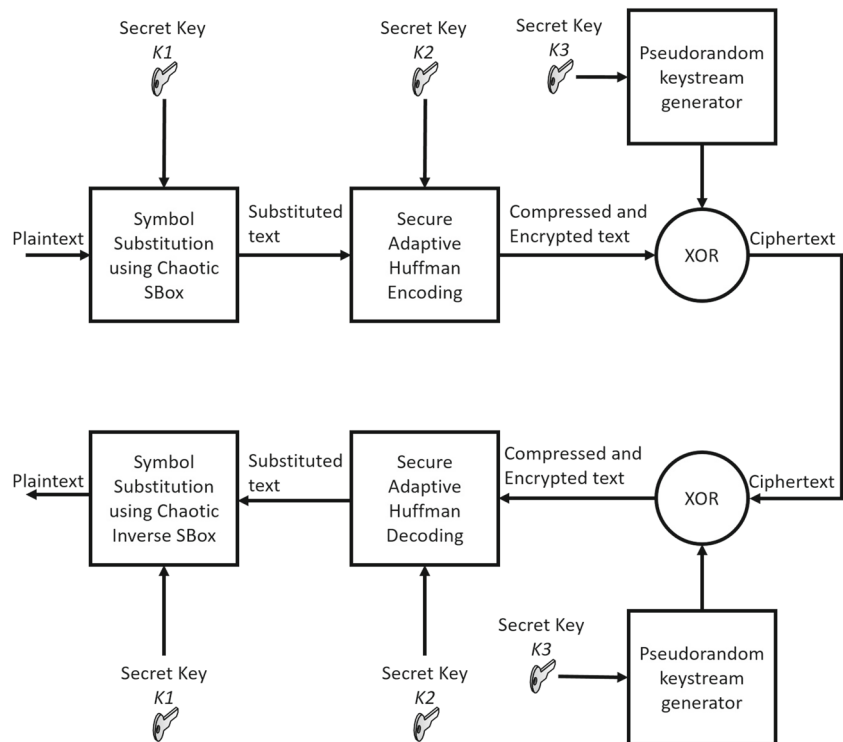 Secret Key
K1
Secret Key
K2
Secret Key
K3
Pseudorandom
keystream
generator
Plaintext
Symbol
Substitution
using Chaotic
SBox
Substituted
text
Secure
Adaptive
Huffman
Encoding
Compressed and
Encrypted text
XOR
Ciphertext
Plaintext
Symbol
Substitution
using Chaotic
Inverse SBox
Substituted
text
Secure
Adaptive
Huffman
Decoding
Compressed and
Encrypted text
XOR
Ciphertext
Secret Key
K1
Secret Key
K2
Secret Key
K3
Pseudorandom
keystream
generator